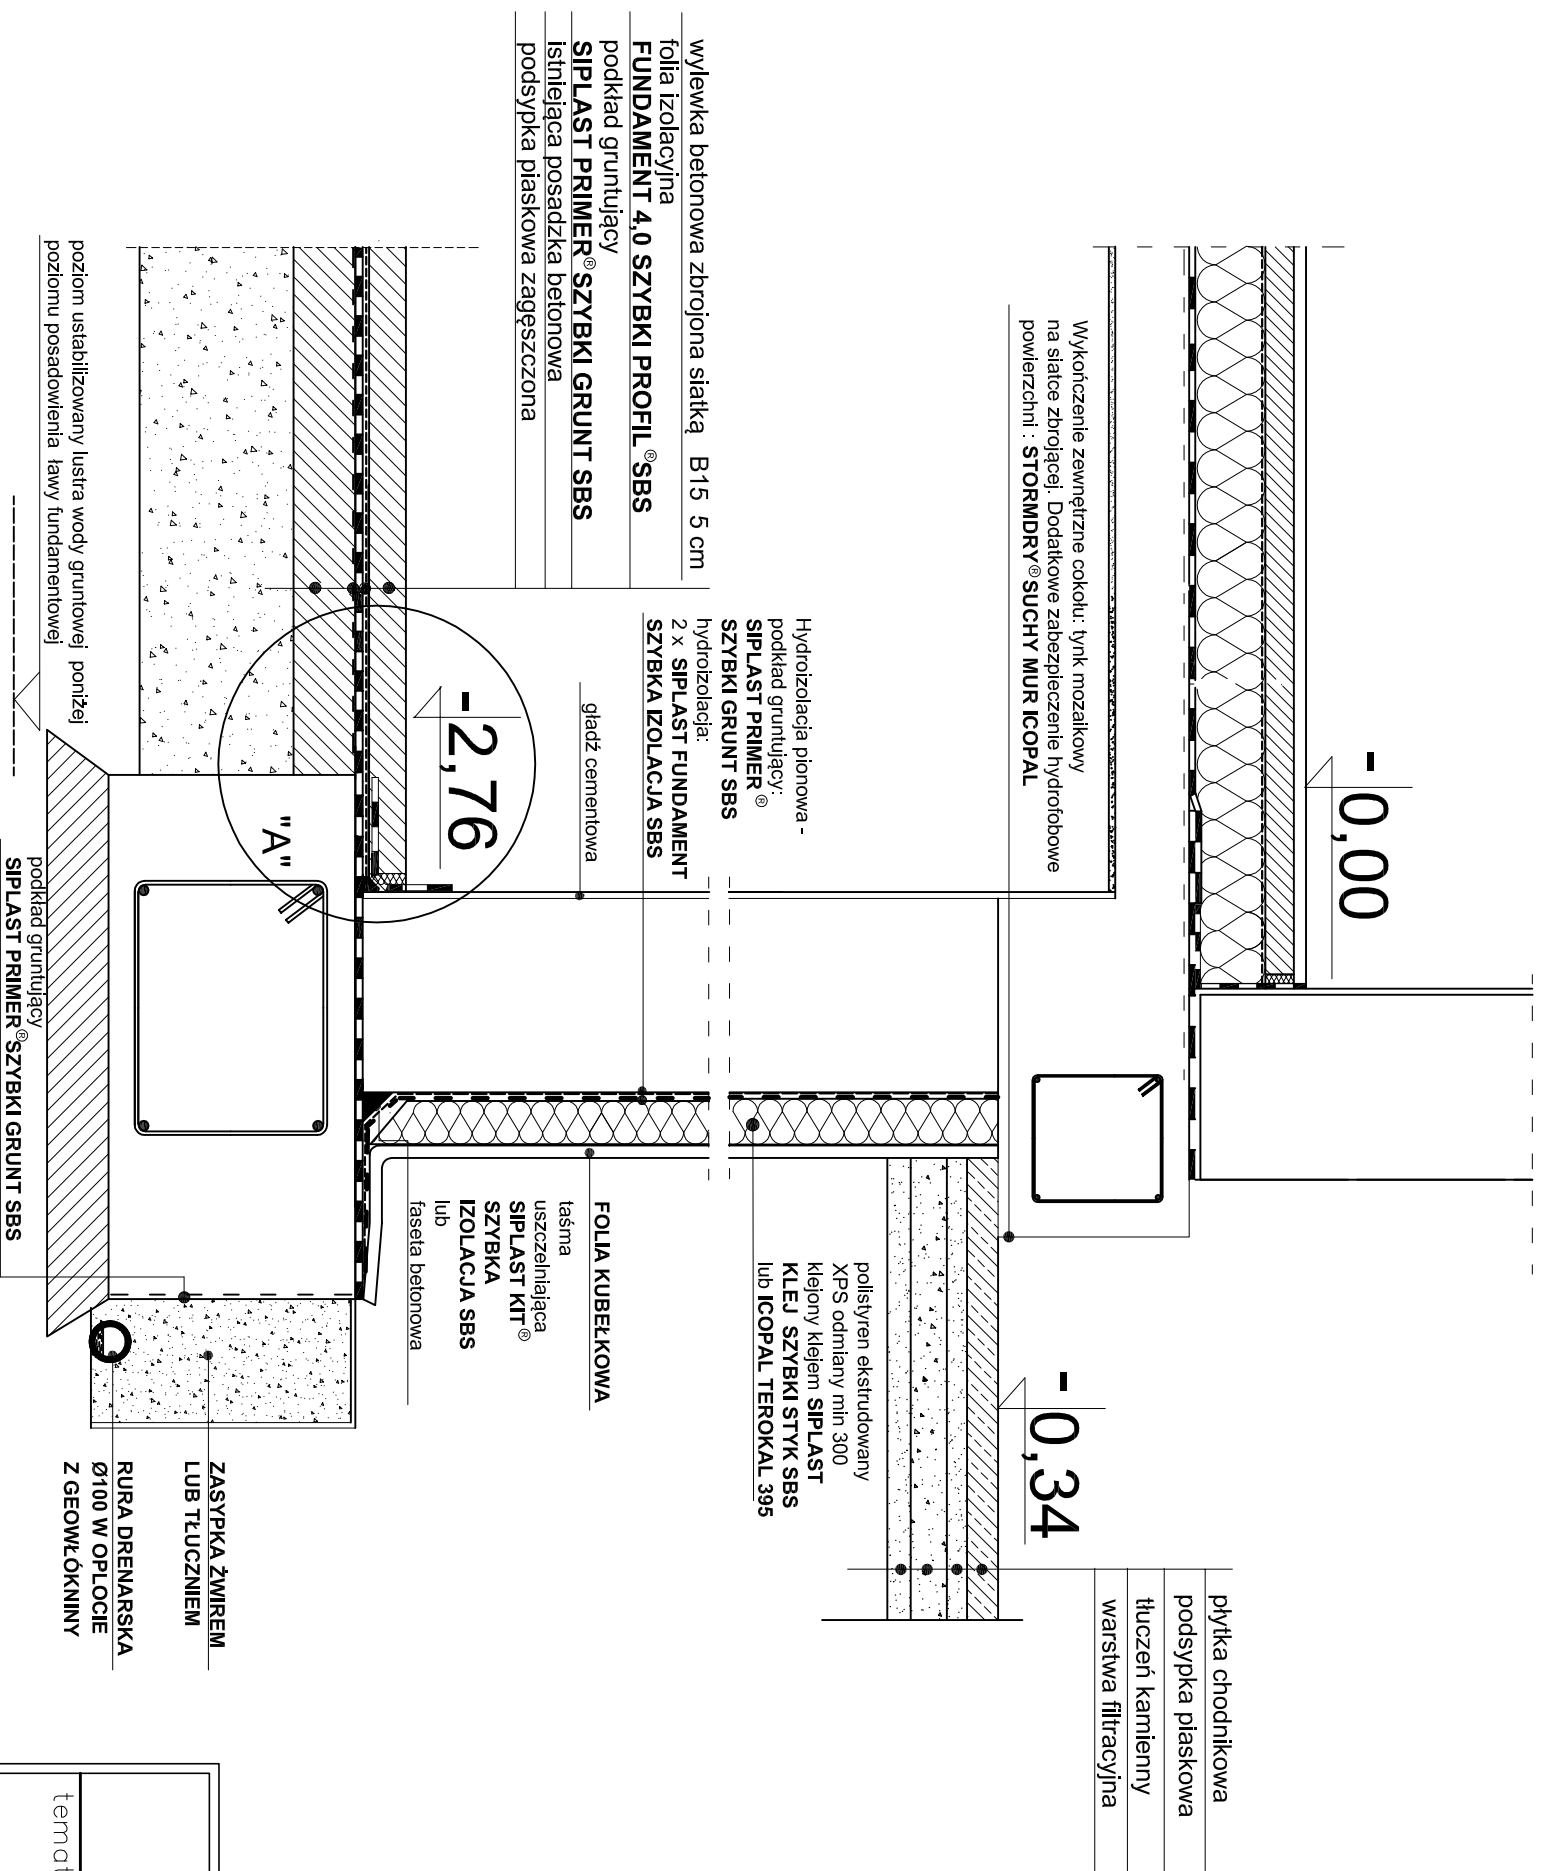 - 0,00
Wykończenie zewnętrzne cokołu: tynk mozaikowy
na siatce zbrojącej. Dodatkowe zabezpieczenie hydrofobowe
powierzchni : STORMDRY® SUCHY MUR ICOPAL
płytka chodnikowa
podsypka piaskowa
tłuczeń kamienny
warstwa filtracyjna
- 0,34
polistyren ekstrudowany
XPS odmiany min 300
klejony klejem SIPLAST
KLEJ SZYBKI STYK SBS
lub ICOPAL TEROKAL 395
Hydroizolacja pionowa -
podkład gruntujący:
SIPLAST PRIMER®
SZYBKI GRUNT SBS
hydroizolacja:
2 x SIPLAST FUNDAMENT
SZYBKA IZOLACJA SBS
gładź cementowa
wylewka betonowa zbrojona siatką B15 5 cm
folia izolacyjna
FUNDAMENT 4,0 SZYBKI PROFIL® SBS
podkład gruntujący
SIPLAST PRIMER® SZYBKI GRUNT SBS
istniejąca posadzka betonowa
podsypka piaskowa zagęszczona
FOLIA KUBEŁKOWA
taśma
uszczelniająca
SIPLAST KIT®
SZYBKA
IZOLACJA SBS
lub
faseta betonowa
- 2,76
"A"
ZASYPKA ŻWIREM
LUB TŁUCZNIEM
RURA DRENARSKA
Ø100 W OPLOCIE
Z GEOWŁÓKNINY
poziom ustabilizowany lustra wody gruntowej poniżej
poziomu posadowienia ławy fundamentowej
podkład gruntujący
SIPLAST PRIMER® SZYBKI GRUNT SBS
temat